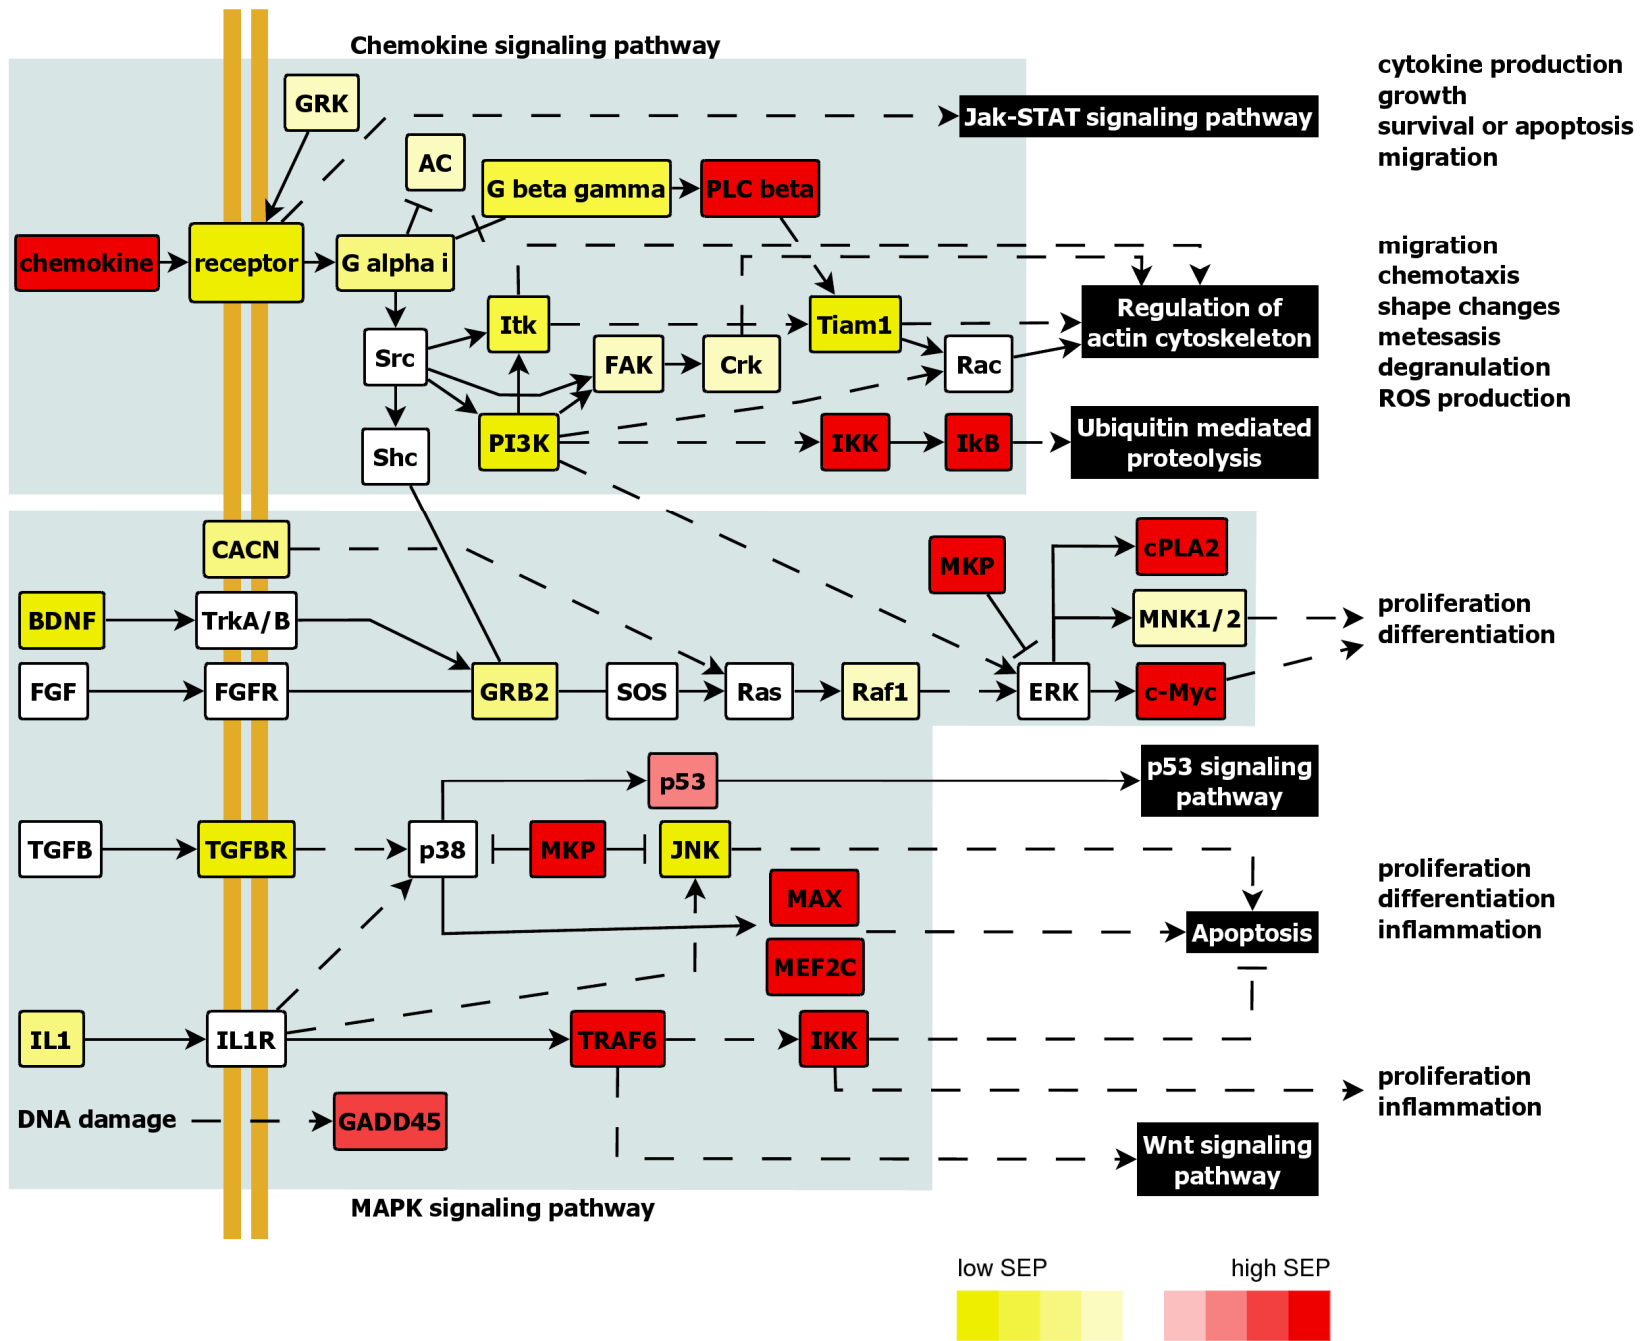 Chemokine signaling pathway
cytokine production
growth
survival or apoptosis
migration
GRK
Jak-STAT signaling pathway
AC
G beta gamma
PLC beta
chemokine
receptor
G alpha i
migration
chemotaxis
shape changes
metesasis
degranulation
ROS production
Itk
Tiam1
Regulation of
actin cytoskeleton
Src
FAK
Crk
Rac
Shc
PI3K
IKK
IkB
Ubiquitin mediated
proteolysis
CACN
MKP
cPLA2
BDNF
TrkA/B
MNK1/2
proliferation
differentiation
FGF
FGFR
GRB2
SOS
Ras
Raf1
ERK
c-Myc
p53
p53 signaling
pathway
TGFB
TGFBR
p38
MKP
JNK
MAX
MEF2C
Apoptosis
proliferation
differentiation
inflammation
IL1
IL1R
TRAF6
IKK
proliferation
inflammation
DNA damage
GADD45
Wnt signaling
pathway
MAPK signaling pathway
low SEP
high SEP